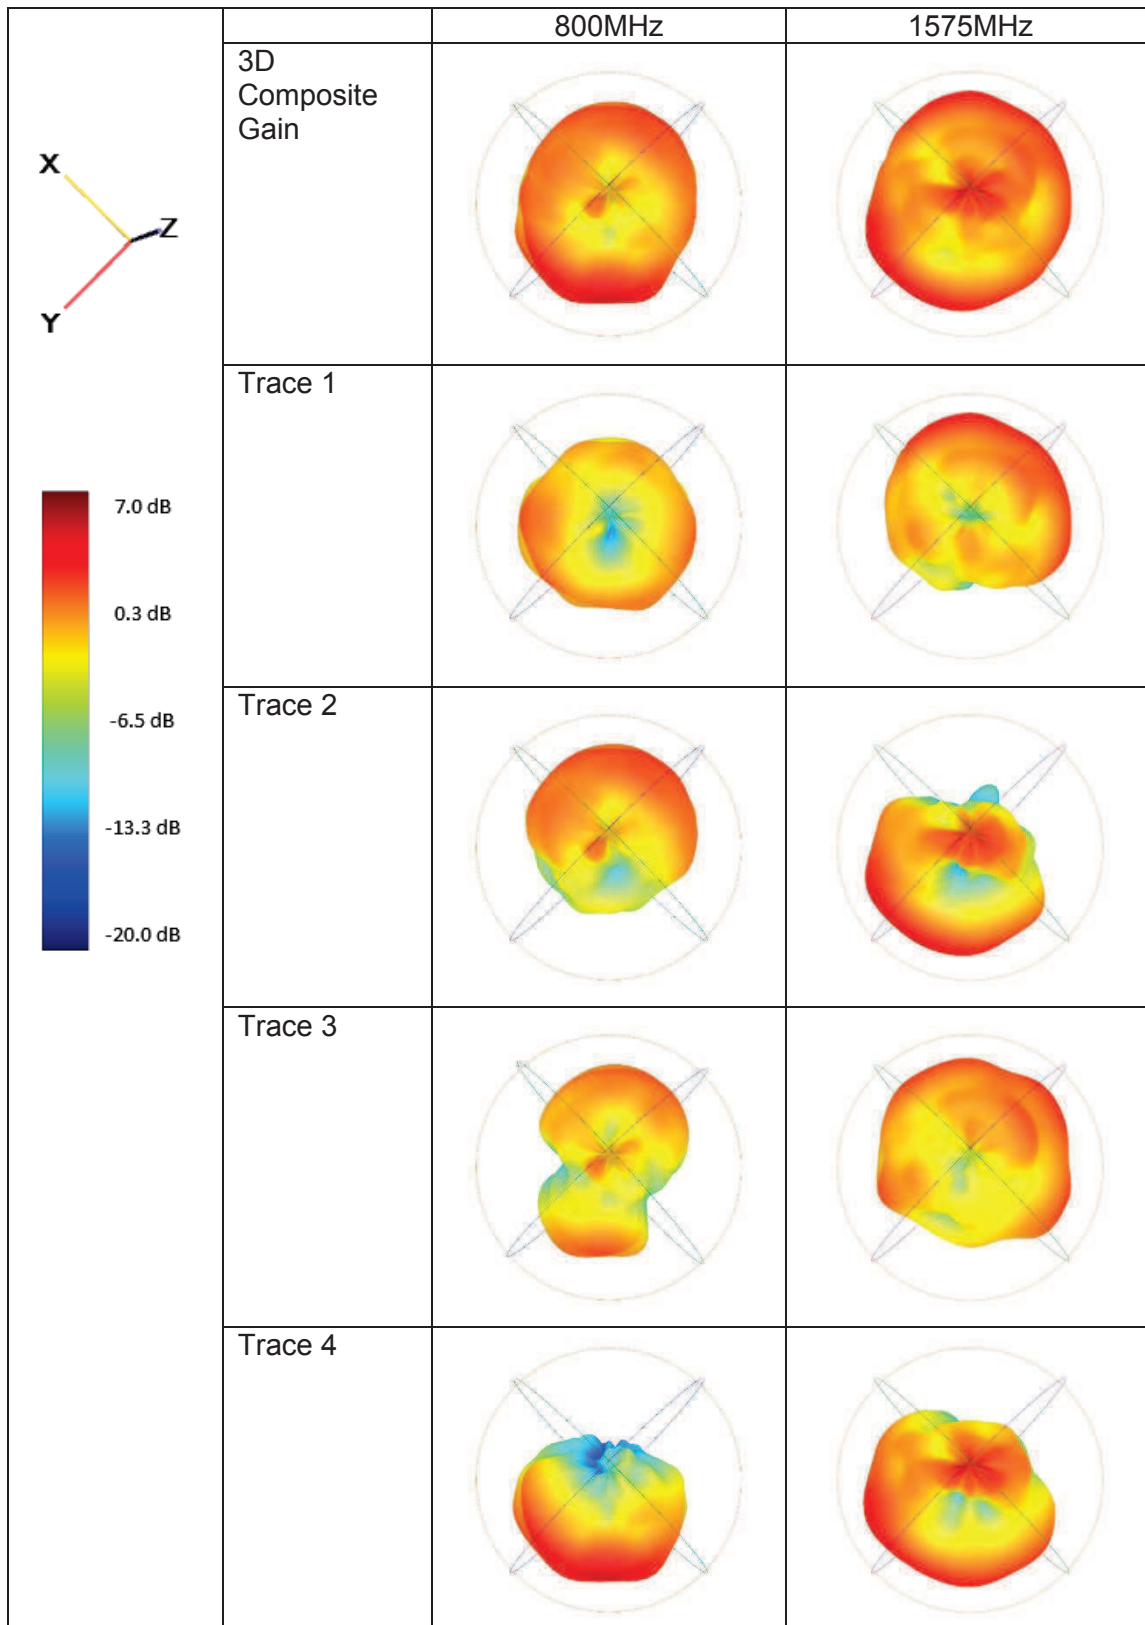 800MHz
1575MHz
3D
Composite
Gain
X
Z
Y
Trace 1
7.0 dB
0.3 dB
-6.5 dB
-13.3 dB
-20.0 dB
Trace 2
Trace 3
Trace 4